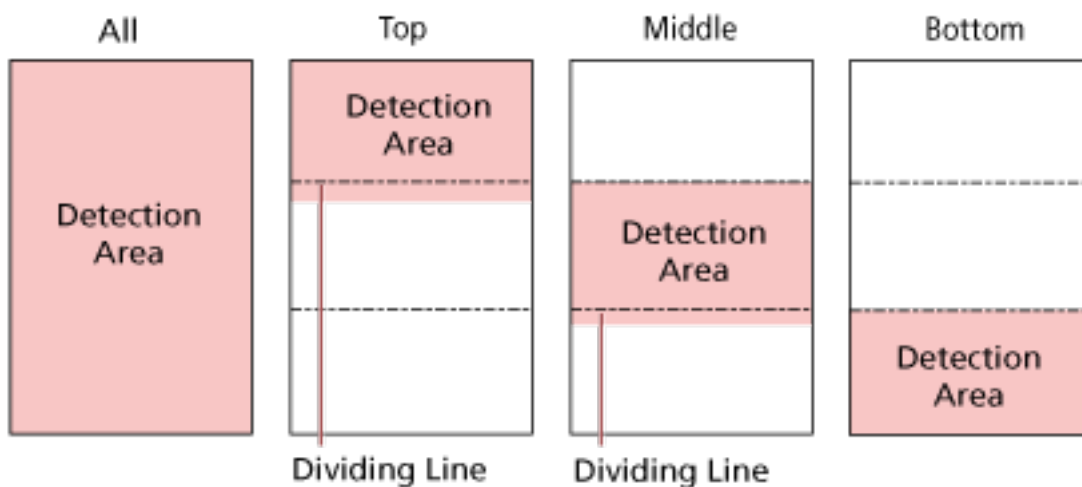 All
Top
Middle
Bottom
Detection
Area
Detection
Area
Detection
Area
Detection
Area
Dividing Line
Dividing Line